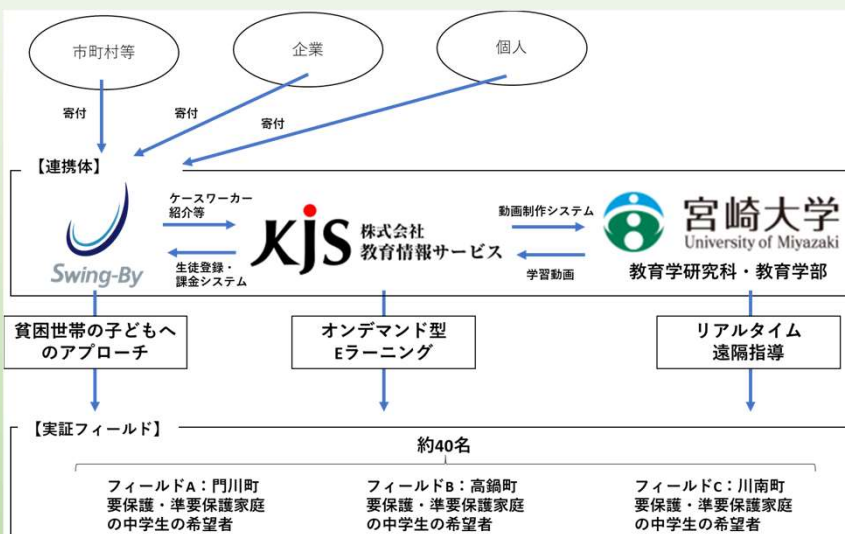 市町村等
企業
個人
寄付
寄付
寄付
【連携体】
Swing-By
ケースワーカー
紹介等
生徒登録・
課金システム
KJS 株式会社
教育情報サービス
動画制作システム
学習動画
宮崎大学
University of Miyazaki
教育学研究科・教育学部
貧困世帯の子どもへ
のアプローチ
オンデマンド型
Eラーニング
リアルタイム
遠隔指導
【実証フィールド】
約40名
フィールドA：門川町
要保護・準要保護家庭
の中学生の希望者
フィールドB：高鍋町
要保護・準要保護家庭
の中学生の希望者
フィールドC：川南町
要保護・準要保護家庭
の中学生の希望者